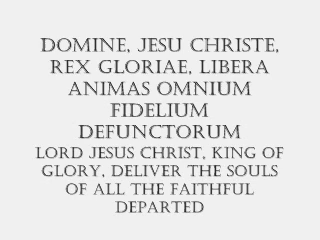 DOMINE, JESU CHRISTE,
REX GLORIAE, LIBERA
ANIMAS OMNIUM
FIDELIUM
DEFUNCTORUM
LORD JESUS CHRIST, KING OF
GLORY, DELIVER THE SOULS
OF ALL THE FAITHFUL
DEPARTED